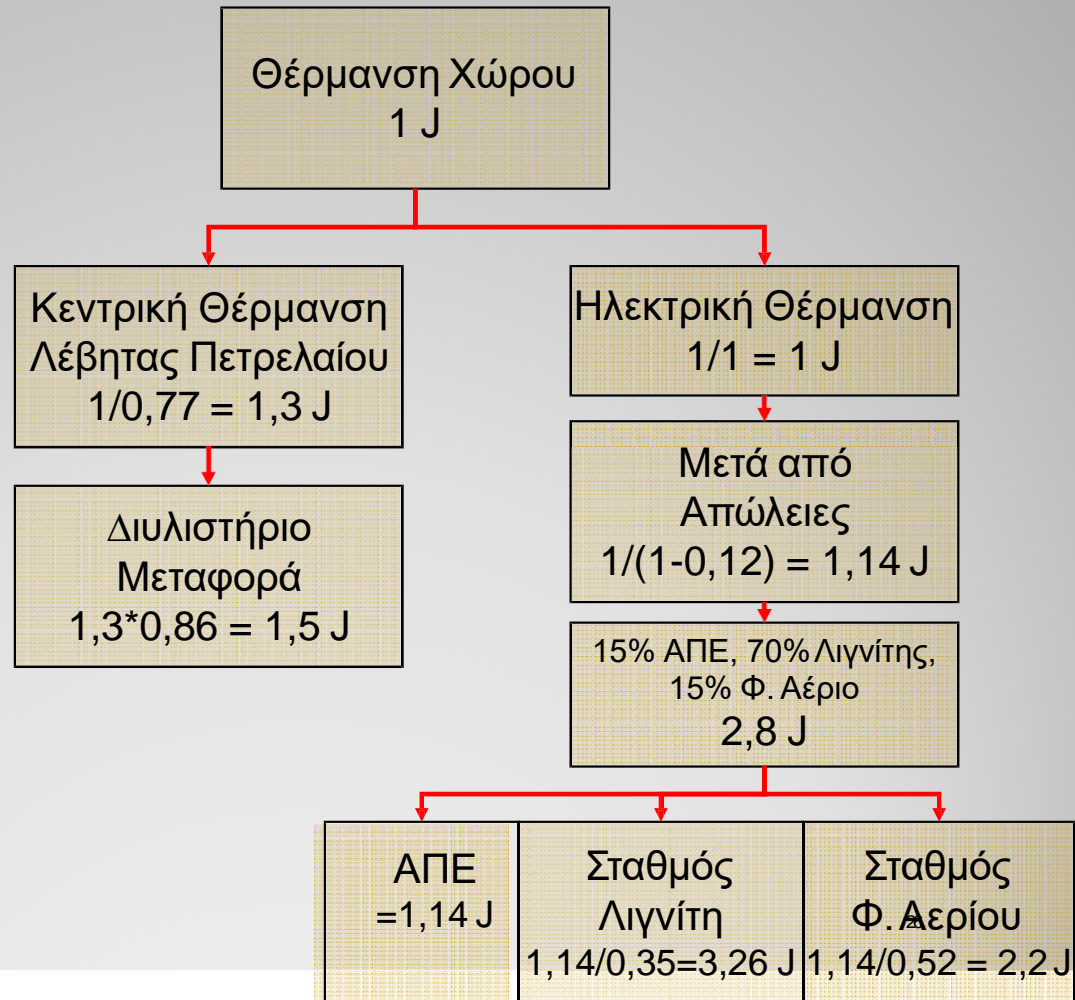 Θέρμανση Χώρου
1 J
Κεντρική Θέρμανση
Λέβητας Πετρελαίου
1/0,77 = 1,3 J
Διυλιστήριο
Μεταφορά
1,3*0,86 = 1,5 J
Ηλεκτρική Θέρμανση
1/1 = 1 J
Μετά από
Απώλειες
1/(1-0,12) = 1,14 J
15% ΑΠΕ, 70% Λιγνίτης,
15% Φ. Αέριο
2,8 J
ΑΠΕ
=1,14 J
Σταθμός
Λιγνίτη
1,14/0,35=3,26 J
Σταθμός
Φ. Αερίου
1,14/0,52 = 2,2 J